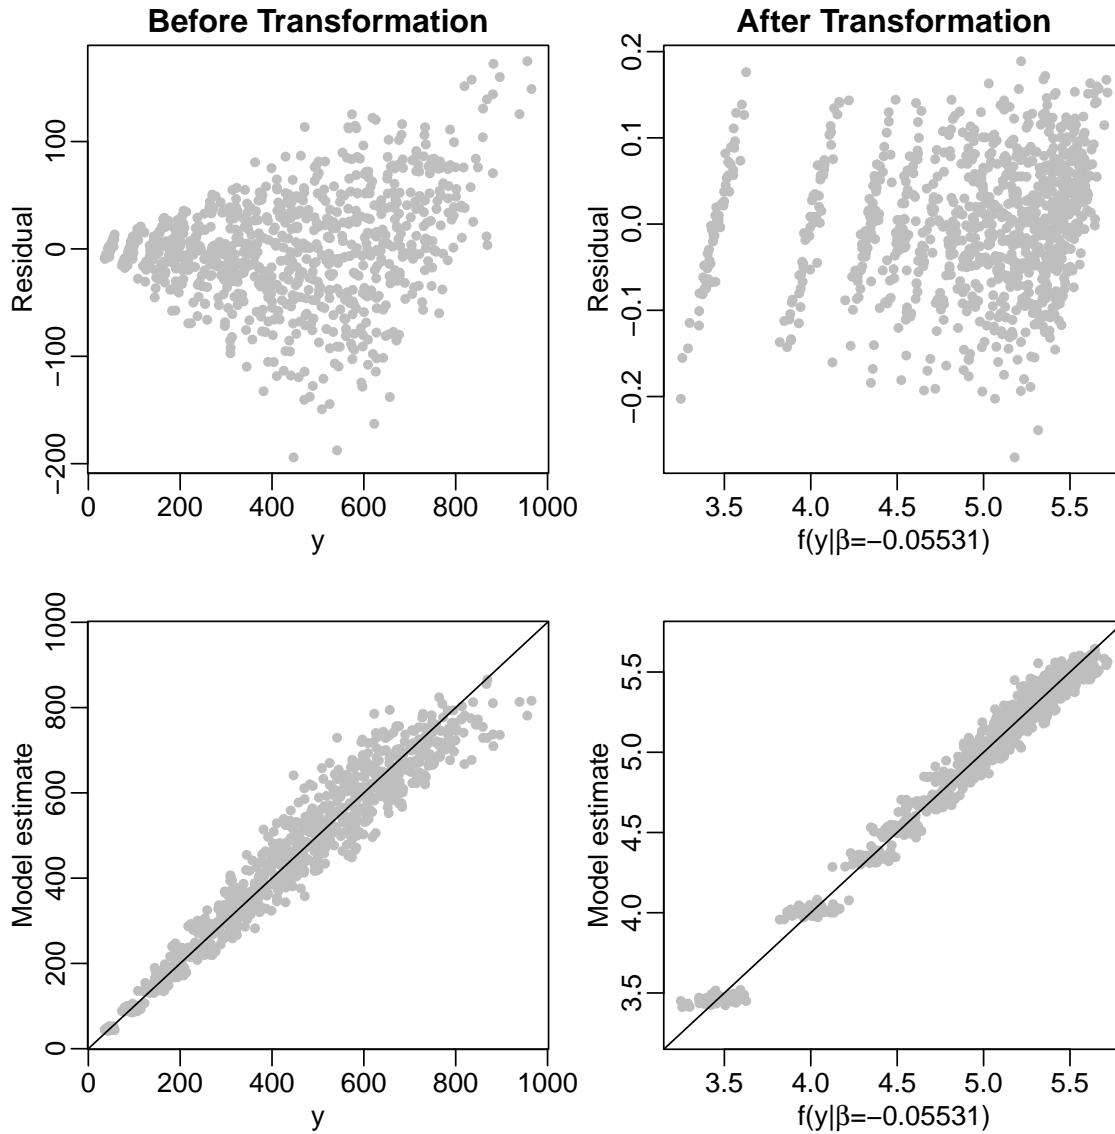 Before Transformation
After Transformation
Residual
100
0
−100
−200
0 200 400 600 800 1000
y
Residual
0.2
0.1
0.0
−0.1
−0.2
3.5 4.0 4.5 5.0 5.5
f(y|β=−0.05531)
Model estimate
1000
800
600
400
200
0
0 200 400 600 800 1000
y
Model estimate
5.5
5.0
4.5
4.0
3.5
3.5 4.0 4.5 5.0 5.5
f(y|β=−0.05531)